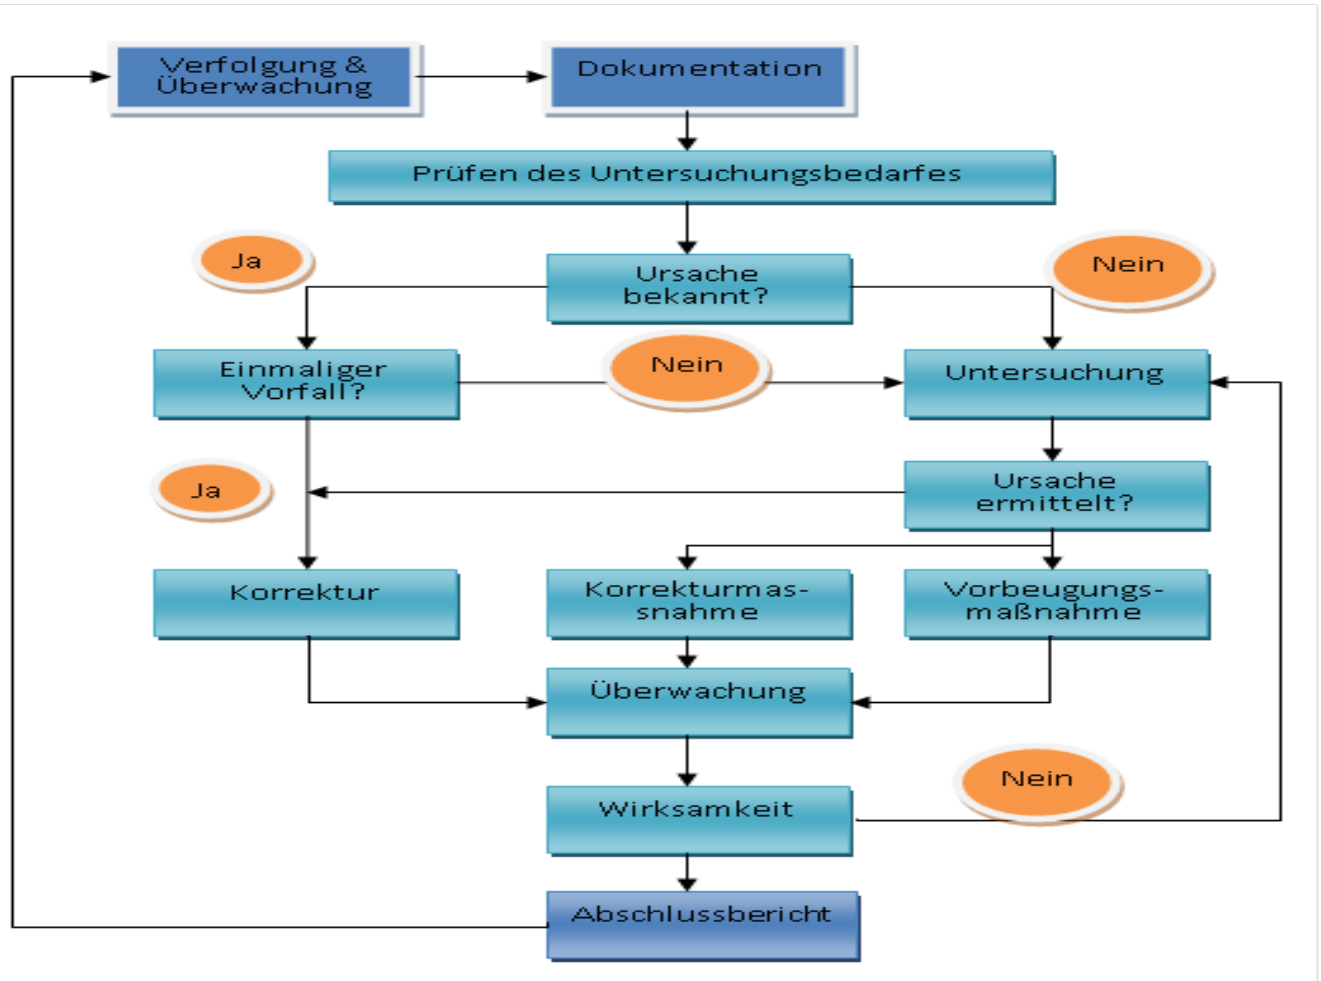 Verfolgung &
Überwachung
Dokumentation
Prüfen des Untersuchungsbedarfes
Ja
Ursache
bekannt?
Nein
Einmaliger
Vorfall?
Nein
Untersuchung
Ja
Ursache
ermittelt?
Korrektur
Korrekturmas-
snahme
Vorbeugungs-
maßnahme
Überwachung
Wirksamkeit
Nein
Abschlussbericht